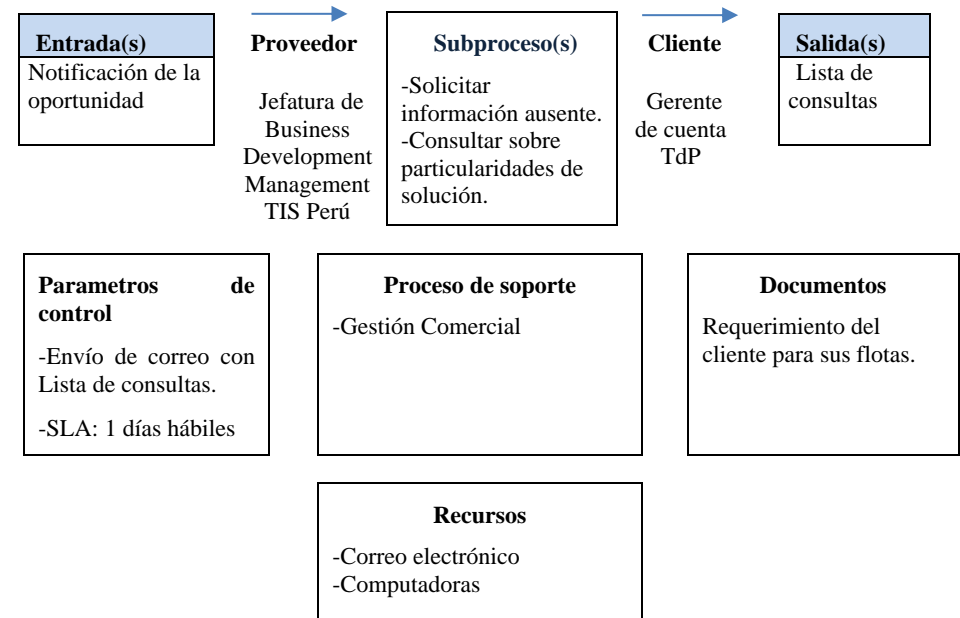 Entrada(s)
Notificación de la
oportunidad
Proveedor
Jefatura de
Business
Development
Management
TIS Perú
Subproceso(s)
-Solicitar
información ausente.
-Consultar sobre
particularidades de
solución.
Cliente
Gerente
de cuenta
TdP
Salida(s)
Lista de
consultas
Parametros de
control
-Envío de correo con
Lista de consultas.
-SLA: 1 días hábiles
Proceso de soporte
-Gestión Comercial
Documentos
Requerimiento del
cliente para sus flotas.
Recursos
-Correo electrónico
-Computadoras